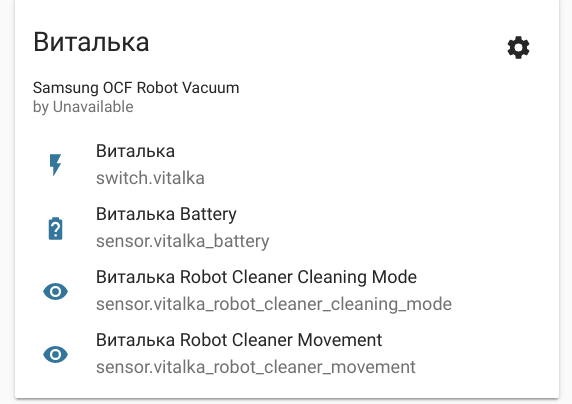 Виталька
Samsung OCF Robot Vacuum
by Unavailable
Виталька
switch.vitalka
Виталька Battery
sensor.vitalka_battery
Виталька Robot Cleaner Cleaning Mode
sensor.vitalka_robot_cleaner_cleaning_mode
Виталька Robot Cleaner Movement
sensor.vitalka_robot_cleaner_movement